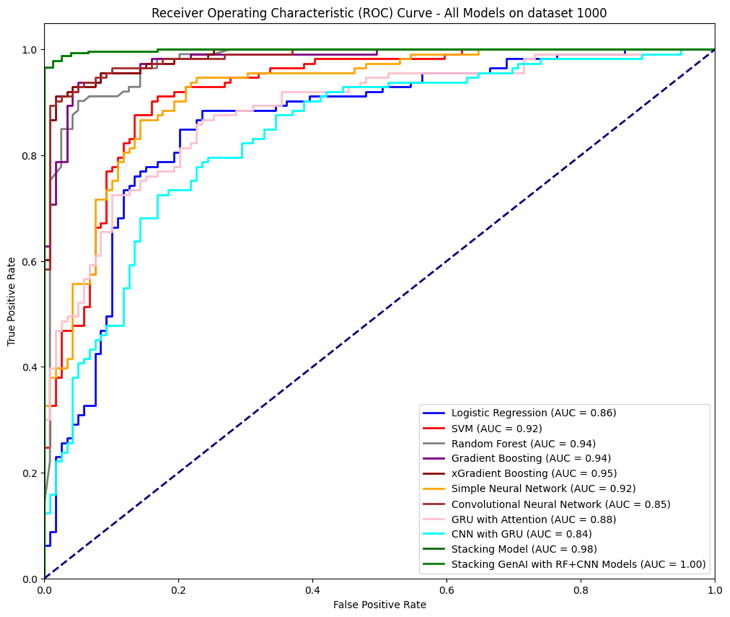 Receiver Operating Characteristic (ROC) Curve - All Models on dataset 1000
True Positive Rate
1.0
0.8
0.6
0.4
0.2
0.0
0.0 0.2 0.4 0.6 0.8 1.0
False Positive Rate
Logistic Regression (AUC = 0.86)
SVM (AUC = 0.92)
Random Forest (AUC = 0.94)
Gradient Boosting (AUC = 0.94)
xGradient Boosting (AUC = 0.95)
Simple Neural Network (AUC = 0.92)
Convolutional Neural Network (AUC = 0.85)
GRU with Attention (AUC = 0.88)
CNN with GRU (AUC = 0.84)
Stacking Model (AUC = 0.98)
Stacking GenAI with RF+CNN Models (AUC = 1.00)